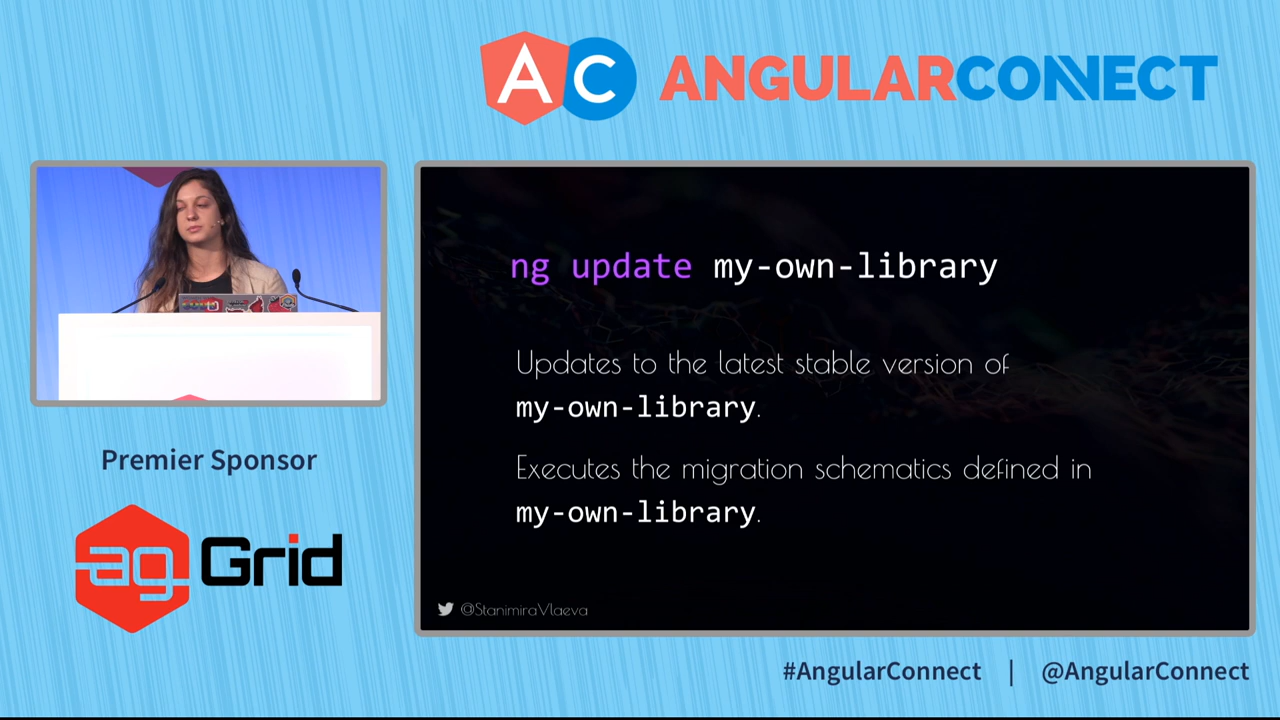 AC ANGULARCONNECT
ng update my-own-library
Updates to the latest stable version of
my-own-library.
Executes the migration schematics defined in
my-own-library.
@StanimiraVlaeva
Premier Sponsor
ag Grid
#AngularConnect | @AngularConnect